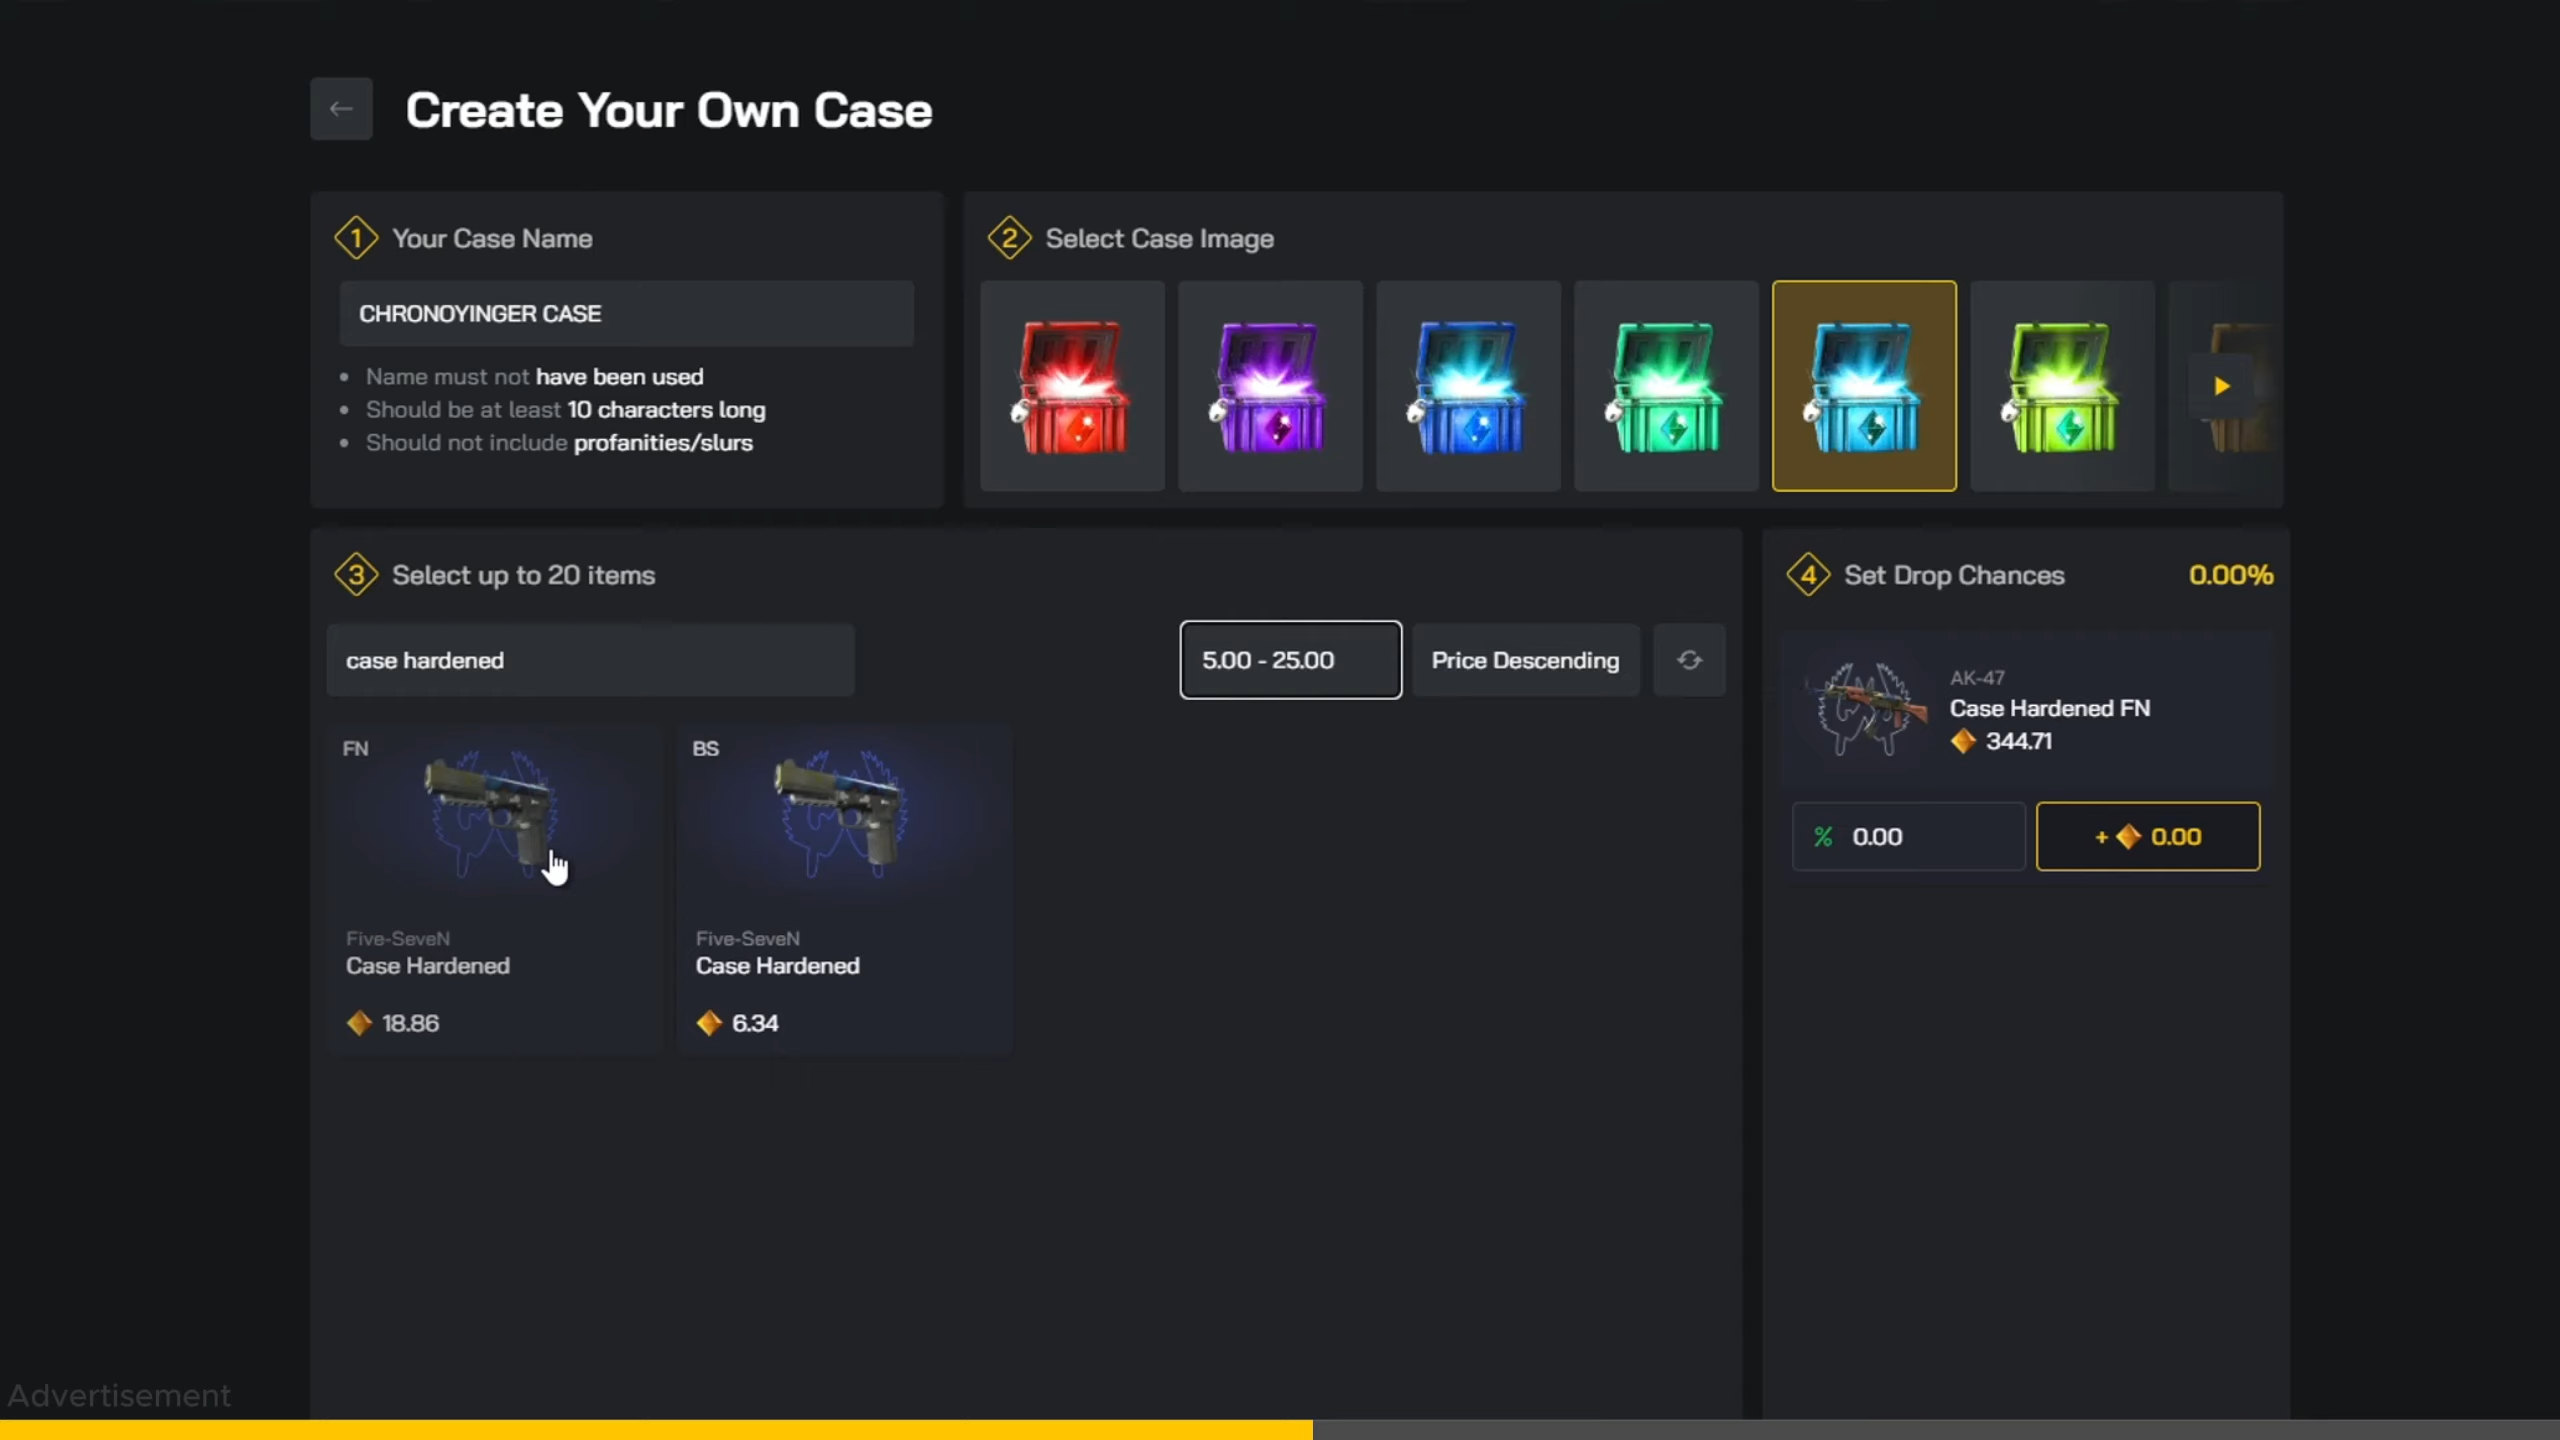 Create Your Own Case
1 Your Case Name
CHRONOYINGER CASE
Name must not have been used
Should be at least 10 characters long
Should not include profanities/slurs
2 Select Case Image
3 Select up to 20 items
case hardened
5.00 - 25.00
Price Descending
FN
Five-SeveN
Case Hardened
18.86
BS
Five-SeveN
Case Hardened
6.34
4 Set Drop Chances 0.00%
AK-47
Case Hardened FN
344.71
% 0.00
+ 0.00
Advertisement